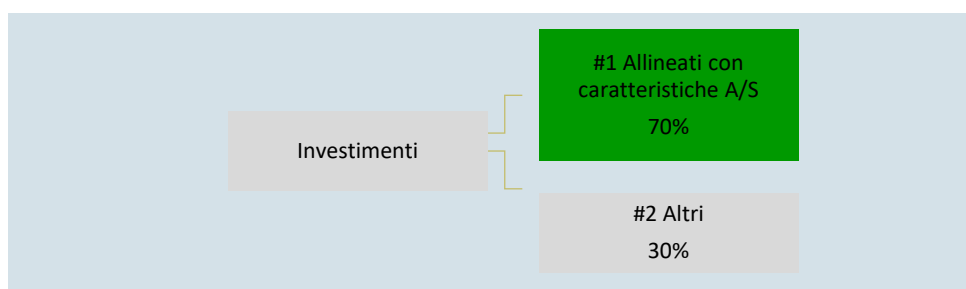 Investimenti
#1 Allineati con
caratteristiche A/S
70%
#2 Altri
30%